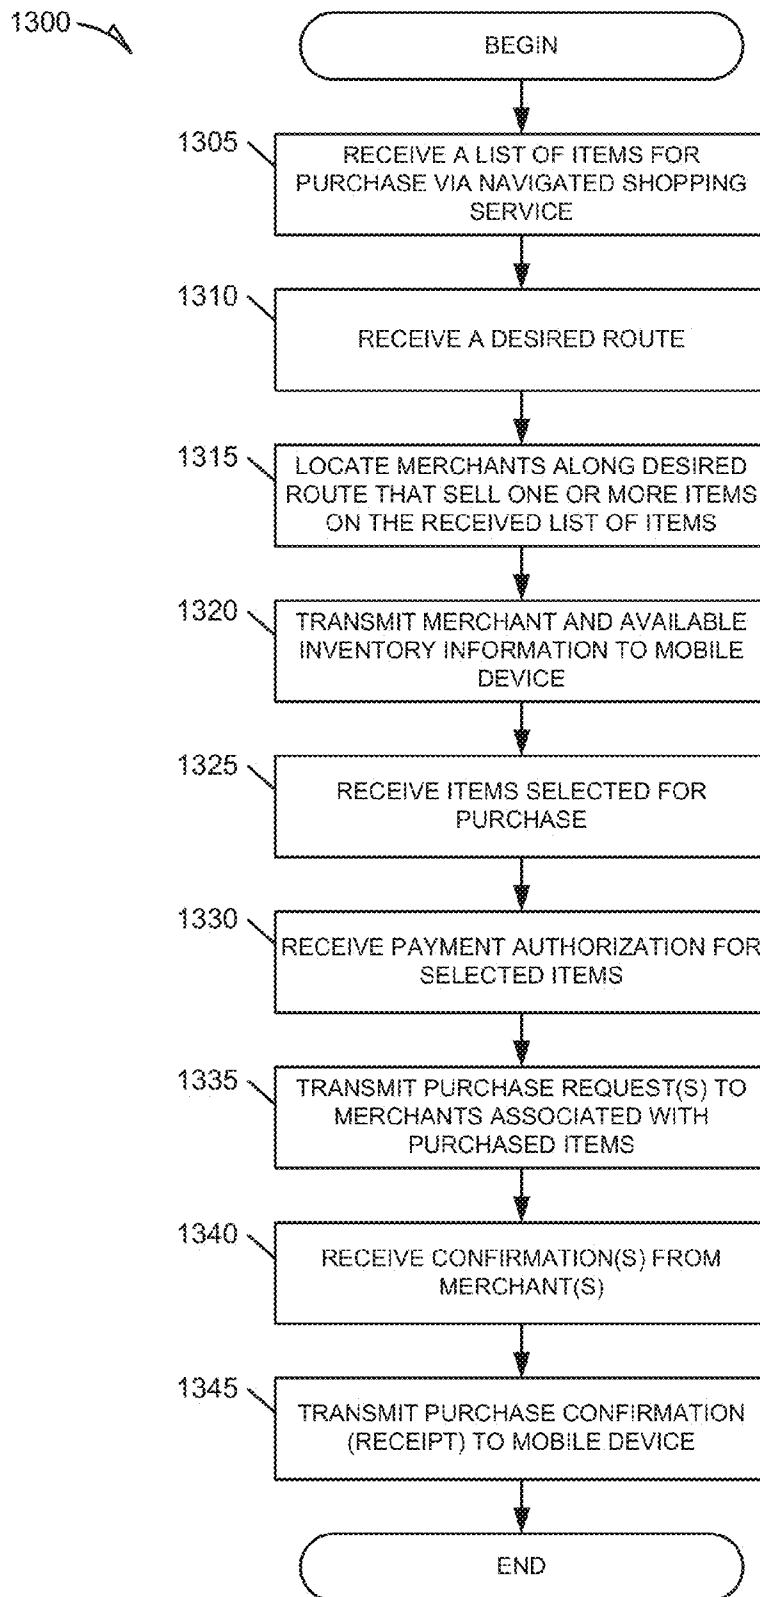 1300
BEGIN
1305
RECEIVE A LIST OF ITEMS FOR
PURCHASE VIA NAVIGATED SHOPPING
SERVICE
1310
RECEIVE A DESIRED ROUTE
1315
LOCATE MERCHANTS ALONG DESIRED
ROUTE THAT SELL ONE OR MORE ITEMS
ON THE RECEIVED LIST OF ITEMS
1320
TRANSMIT MERCHANT AND AVAILABLE
INVENTORY INFORMATION TO MOBILE
DEVICE
1325
RECEIVE ITEMS SELECTED FOR
PURCHASE
1330
RECEIVE PAYMENT AUTHORIZATION FOR
SELECTED ITEMS
1335
TRANSMIT PURCHASE REQUEST(S) TO
MERCHANTS ASSOCIATED WITH
PURCHASED ITEMS
1340
RECEIVE CONFIRMATION(S) FROM
MERCHANT(S)
1345
TRANSMIT PURCHASE CONFIRMATION
(RECEIPT) TO MOBILE DEVICE
END